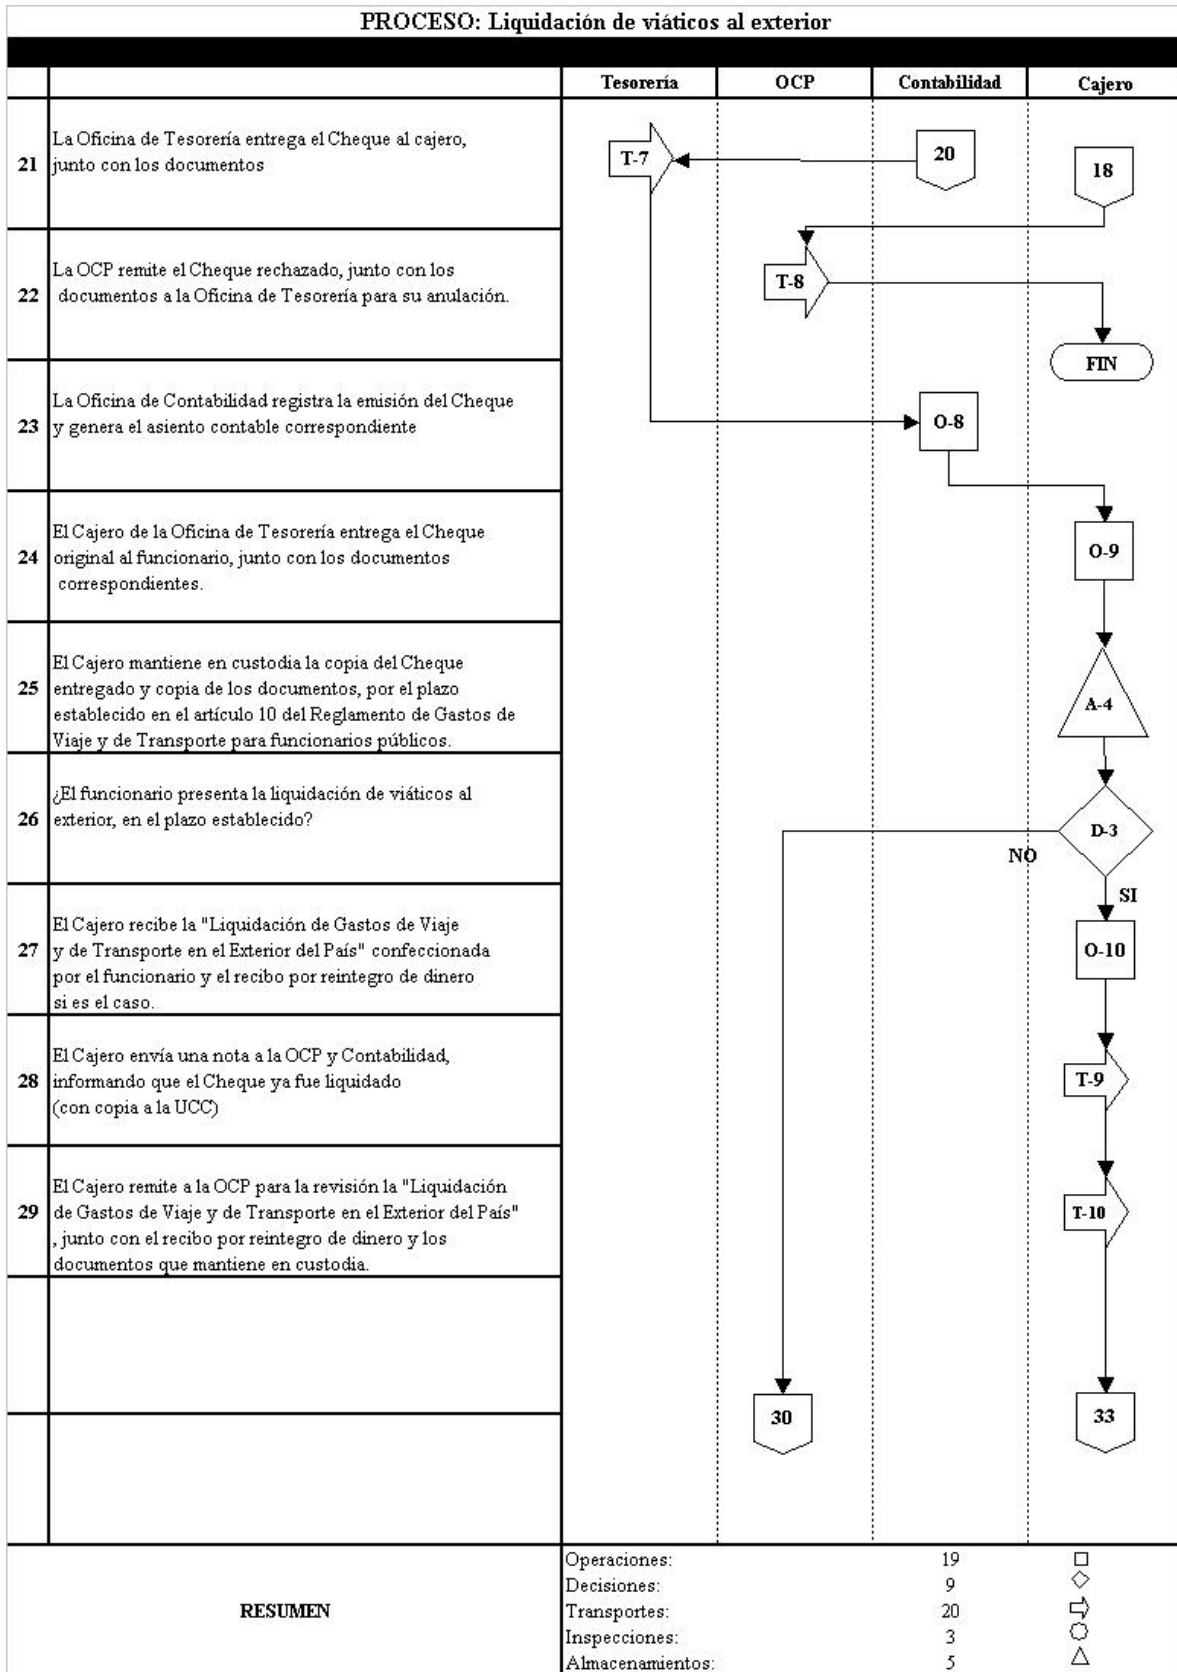 PROCESO: Liquidación de viáticos al exterior
Tesorería OCP Contabilidad Cajero
21
La Oficina de Tesorería entrega el Cheque al cajero,
junto con los documentos
T-7
20
18
22
La OCP remite el Cheque rechazado, junto con los
documentos a la Oficina de Tesorería para su anulación.
T-8
FIN
23
La Oficina de Contabilidad registra la emisión del Cheque
y genera el asiento contable correspondiente
O-8
24
El Cajero de la Oficina de Tesorería entrega el Cheque
original al funcionario, junto con los documentos
correspondientes.
O-9
25
El Cajero mantiene en custodia la copia del Cheque
entregado y copia de los documentos, por el plazo
establecido en el artículo 10 del Reglamento de Gastos de
Viaje y de Transporte para funcionarios públicos.
A-4
26
¿El funcionario presenta la liquidación de viáticos al
exterior, en el plazo establecido?
D-3
NO
SI
27
El Cajero recibe la "Liquidación de Gastos de Viaje
y de Transporte en el Exterior del País" confeccionada
por el funcionario y el recibo por reintegro de dinero
si es el caso.
O-10
28
El Cajero envía una nota a la OCP y Contabilidad,
informando que el Cheque ya fue liquidado
(con copia a la UCC)
T-9
29
El Cajero remite a la OCP para la revisión la "Liquidación
de Gastos de Viaje y de Transporte en el Exterior del País"
, junto con el recibo por reintegro de dinero y los
documentos que mantiene en custodia.
T-10
30
33
RESUMEN
Operaciones: 19
Decisiones: 9
Transportes: 20
Inspecciones: 3
Almacenamientos: 5